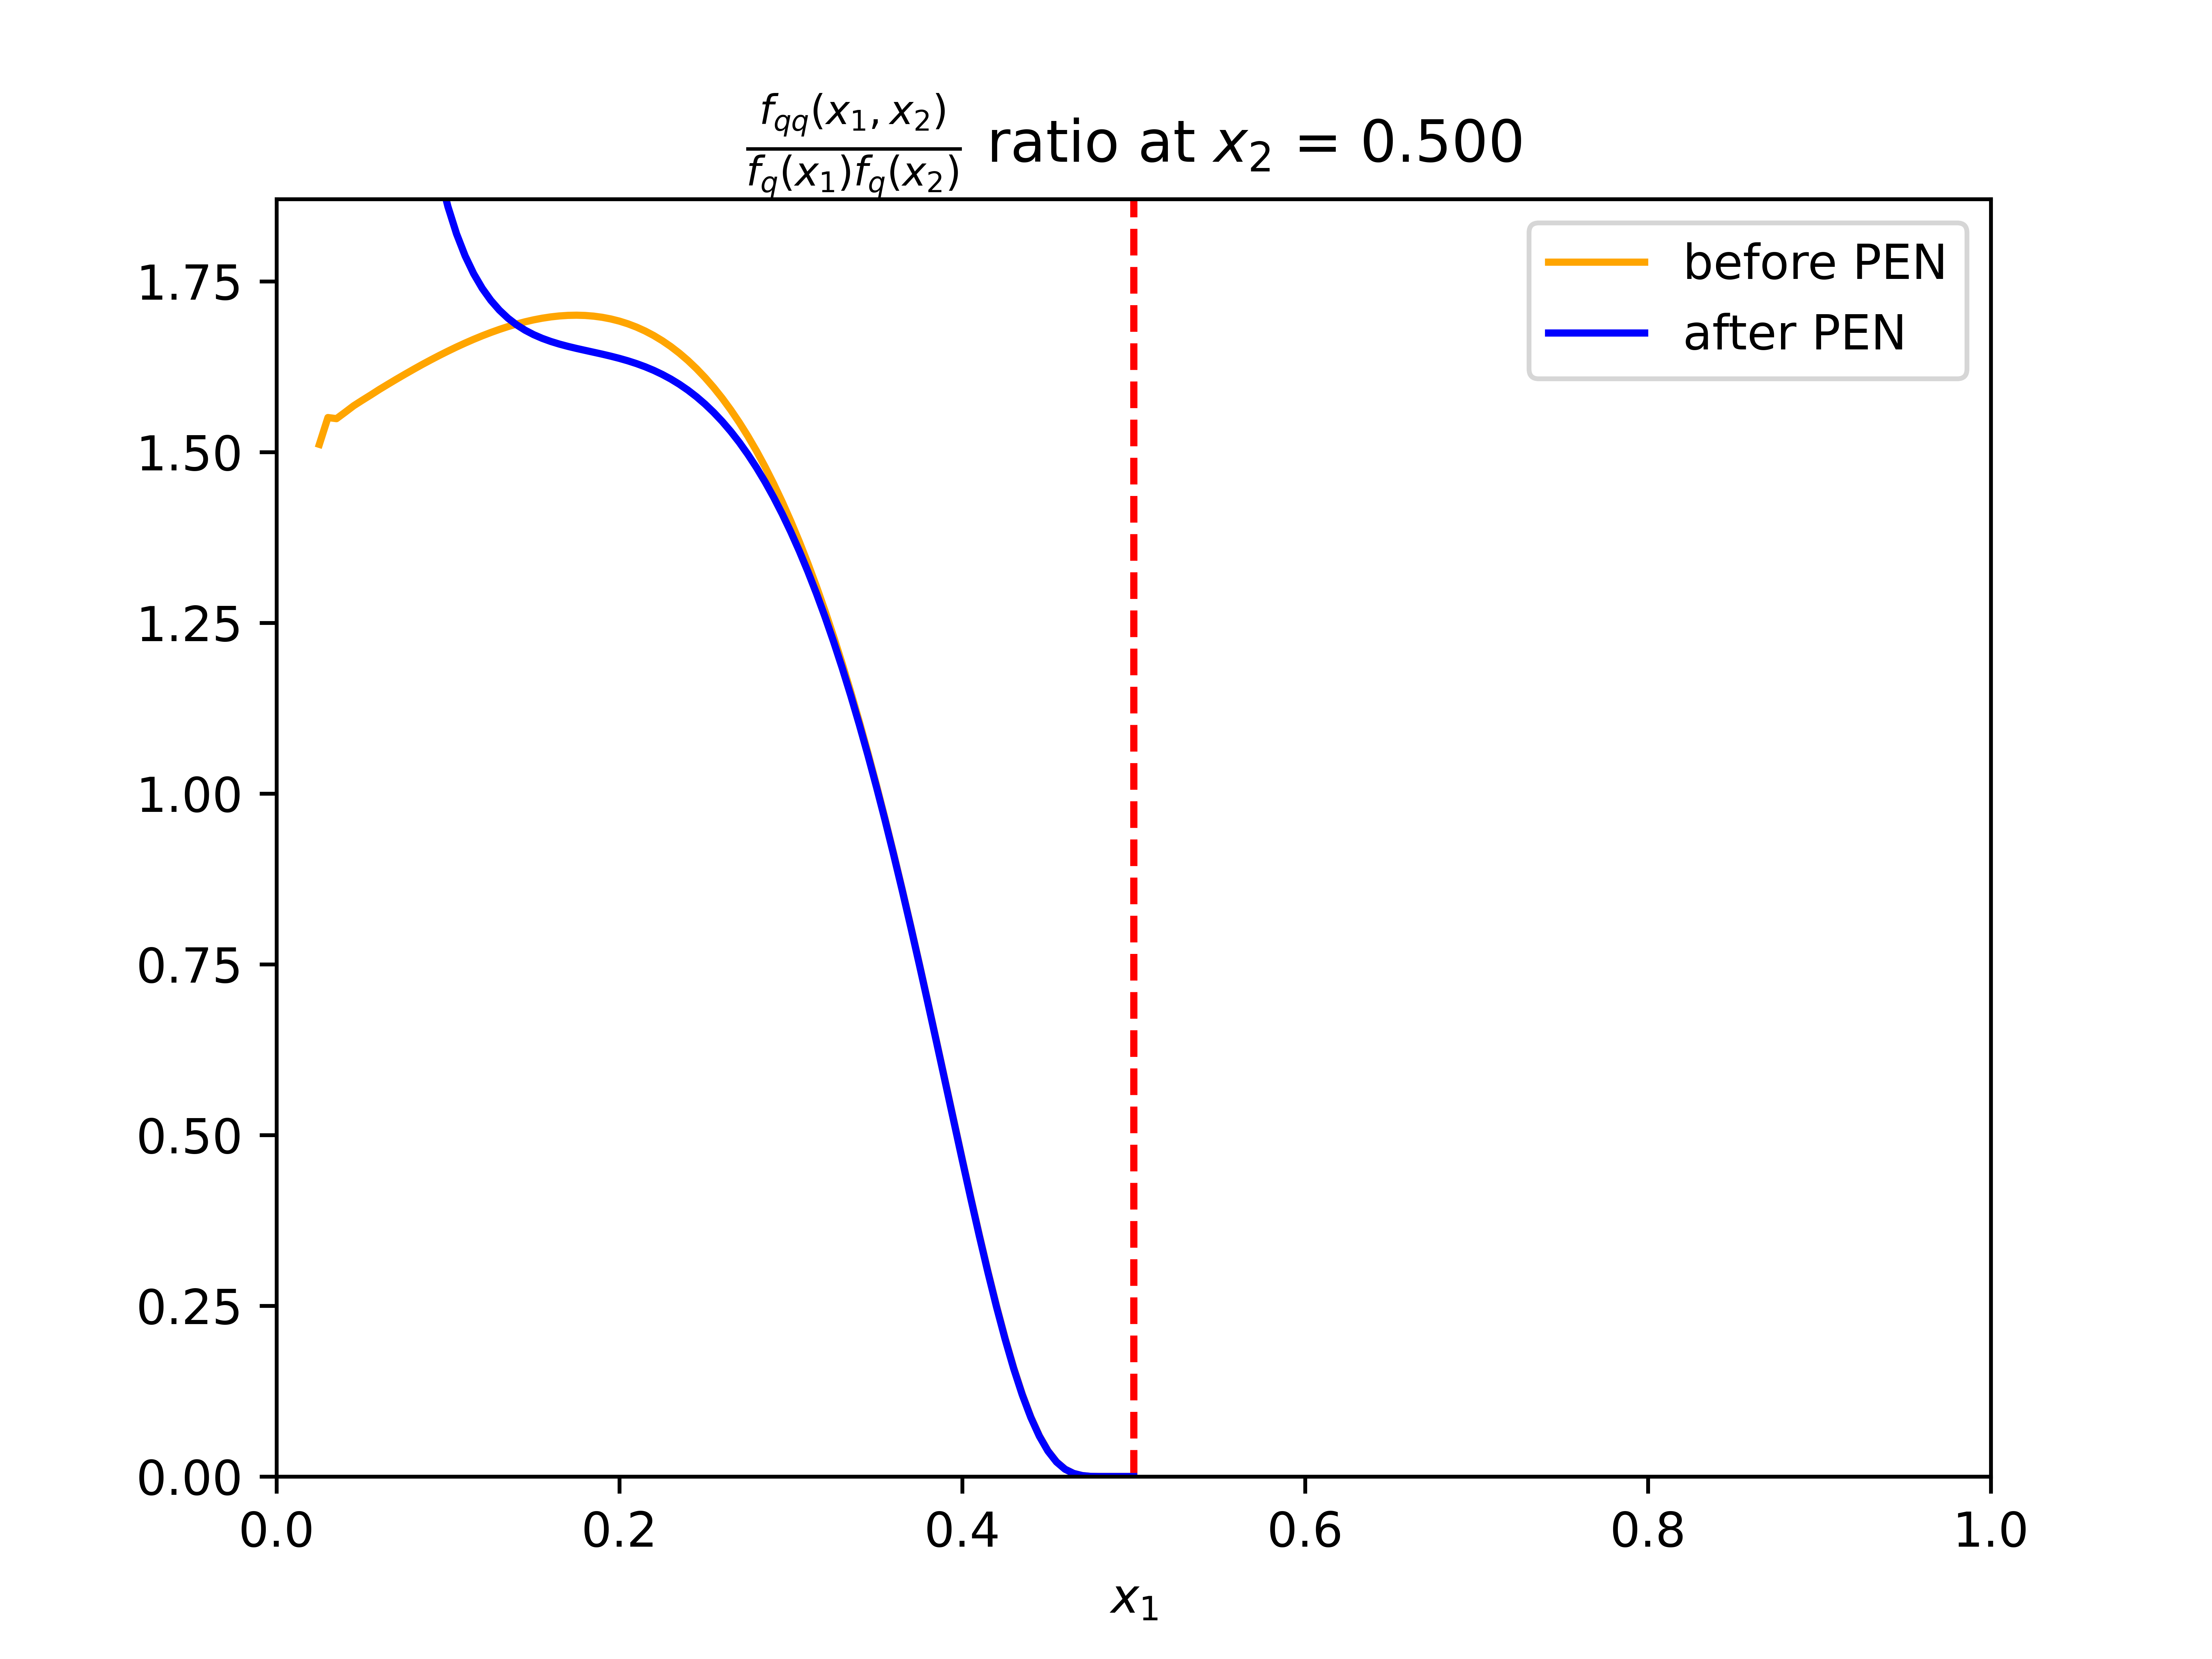 f_{qq}(x_1, x_2)
f_q(x_1)f_q(x_2)
ratio at x_2 = 0.500
before PEN
after PEN
1.75
1.50
1.25
1.00
0.75
0.50
0.25
0.00
0.0 0.2 0.4 0.6 0.8 1.0
x_1